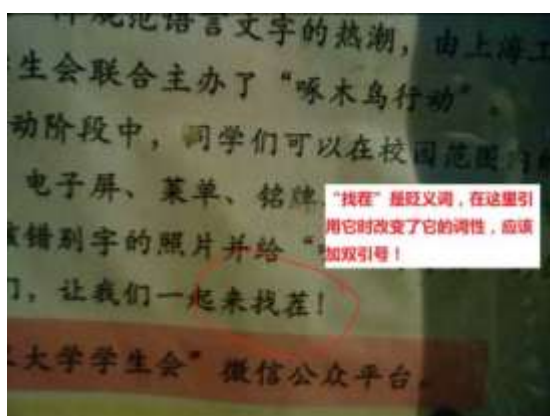 规范语言文字的热潮，由上海工
生会联合主办了“啄木鸟行动”，
动阶段中，同学们可以在校园范围内
电子屏、菜单、铭牌
错别字的照片并给“
门，让我们一起来找茬！
大学学生会”微信公众平台。
“找茬”是贬义词，在这里引
用它时改变了它的词性，应该
加双引号！